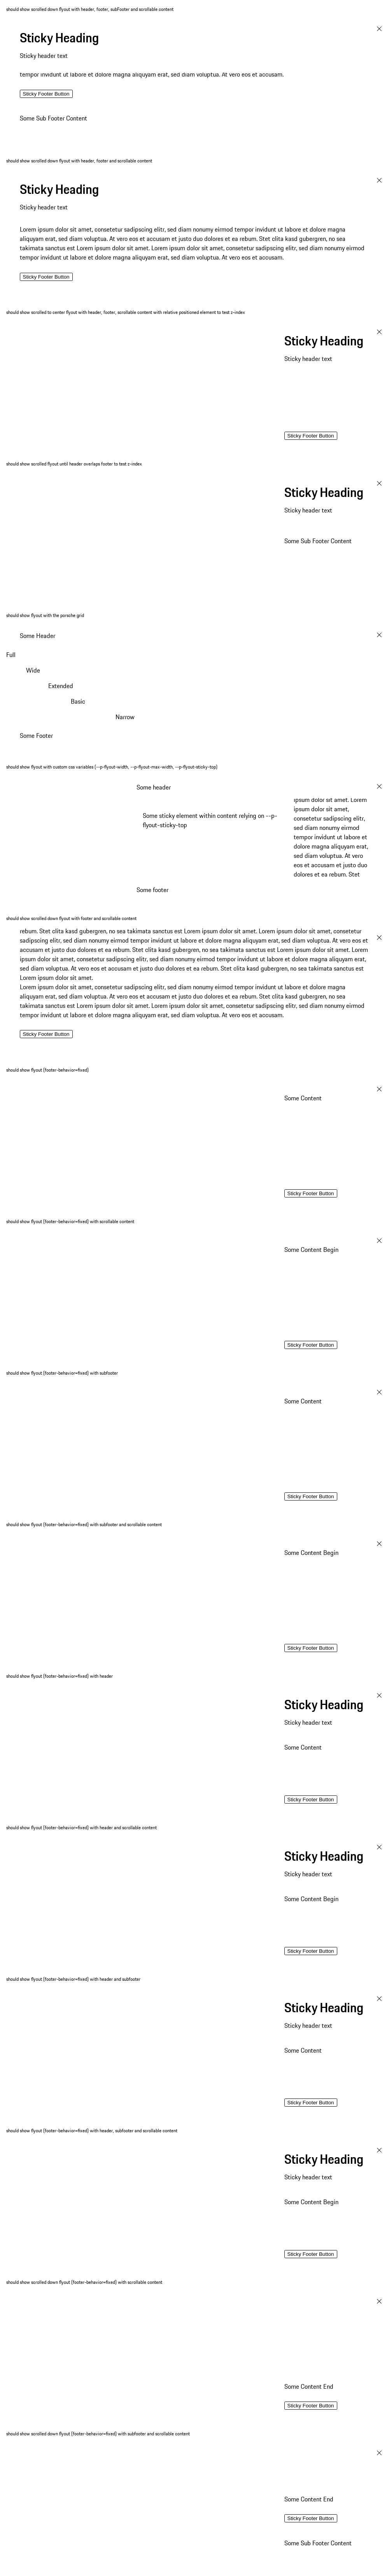 should show scrolled down flyout with header, footer, subFooter and scrollable content
Sticky Heading
Sticky header text
tempor invidunt ut labore et dolore magna aliquyam erat, sed diam voluptua. At vero eos et accusam.
Sticky Footer Button
Some Sub Footer Content
should show scrolled down flyout with header, footer and scrollable content
Sticky Heading
Sticky header text
Lorem ipsum dolor sit amet, consetetur sadipscing elitr, sed diam nonumy eirmod tempor invidunt ut labore et dolore magna
aliquyam erat, sed diam voluptua. At vero eos et accusam et justo duo dolores et ea rebum. Stet clita kasd gubergren, no sea
takimata sanctus est Lorem ipsum dolor sit amet. Lorem ipsum dolor sit amet, consetetur sadipscing elitr, sed diam nonumy eirmod
tempor invidunt ut labore et dolore magna aliquyam erat, sed diam voluptua. At vero eos et accusam.
Sticky Footer Button
should show scrolled to center flyout with header, footer, scrollable content with relative positioned element to test z-index
Sticky Heading
Sticky header text
Sticky Footer Button
should show scrolled flyout until header overlaps footer to test z-index
Sticky Heading
Sticky header text
Some Sub Footer Content
should show flyout with the porsche grid
Some Header
Full
Wide
Extended
Basic
Narrow
Some Footer
should show flyout with custom css variables (--p-flyout-width, --p-flyout-max-width, --p-flyout-sticky-top)
Some header
Some sticky element within content relying on --p-
flyout-sticky-top
ipsum dolor sit amet. Lorem
ipsum dolor sit amet,
consetetur sadipscing elitr,
sed diam nonumy eirmod
tempor invidunt ut labore et
dolore magna aliquyam erat,
sed diam voluptua. At vero
eos et accusam et justo duo
dolores et ea rebum. Stet
Some footer
should show scrolled down flyout with footer and scrollable content
rebum. Stet clita kasd gubergren, no sea takimata sanctus est Lorem ipsum dolor sit amet. Lorem ipsum dolor sit amet, consetetur
sadipscing elitr, sed diam nonumy eirmod tempor invidunt ut labore et dolore magna aliquyam erat, sed diam voluptua. At vero eos et
accusam et justo duo dolores et ea rebum. Stet clita kasd gubergren, no sea takimata sanctus est Lorem ipsum dolor sit amet. Lorem
ipsum dolor sit amet, consetetur sadipscing elitr, sed diam nonumy eirmod tempor invidunt ut labore et dolore magna aliquyam erat,
sed diam voluptua. At vero eos et accusam et justo duo dolores et ea rebum. Stet clita kasd gubergren, no sea takimata sanctus est
Lorem ipsum dolor sit amet.
Lorem ipsum dolor sit amet, consetetur sadipscing elitr, sed diam nonumy eirmod tempor invidunt ut labore et dolore magna
aliquyam erat, sed diam voluptua. At vero eos et accusam et justo duo dolores et ea rebum. Stet clita kasd gubergren, no sea
takimata sanctus est Lorem ipsum dolor sit amet. Lorem ipsum dolor sit amet, consetetur sadipscing elitr, sed diam nonumy eirmod
tempor invidunt ut labore et dolore magna aliquyam erat, sed diam voluptua. At vero eos et accusam.
Sticky Footer Button
should show flyout (footer-behavior=fixed)
Some Content
Sticky Footer Button
should show flyout (footer-behavior=fixed) with scrollable content
Some Content Begin
Sticky Footer Button
should show flyout (footer-behavior=fixed) with subfooter
Some Content
Sticky Footer Button
should show flyout (footer-behavior=fixed) with subfooter and scrollable content
Some Content Begin
Sticky Footer Button
should show flyout (footer-behavior=fixed) with header
Sticky Heading
Sticky header text
Some Content
Sticky Footer Button
should show flyout (footer-behavior=fixed) with header and scrollable content
Sticky Heading
Sticky header text
Some Content Begin
Sticky Footer Button
should show flyout (footer-behavior=fixed) with header and subfooter
Sticky Heading
Sticky header text
Some Content
Sticky Footer Button
should show flyout (footer-behavior=fixed) with header, subfooter and scrollable content
Sticky Heading
Sticky header text
Some Content Begin
Sticky Footer Button
should show scrolled down flyout (footer-behavior=fixed) with scrollable content
Some Content End
Sticky Footer Button
should show scrolled down flyout (footer-behavior=fixed) with subfooter and scrollable content
Some Content End
Sticky Footer Button
Some Sub Footer Content